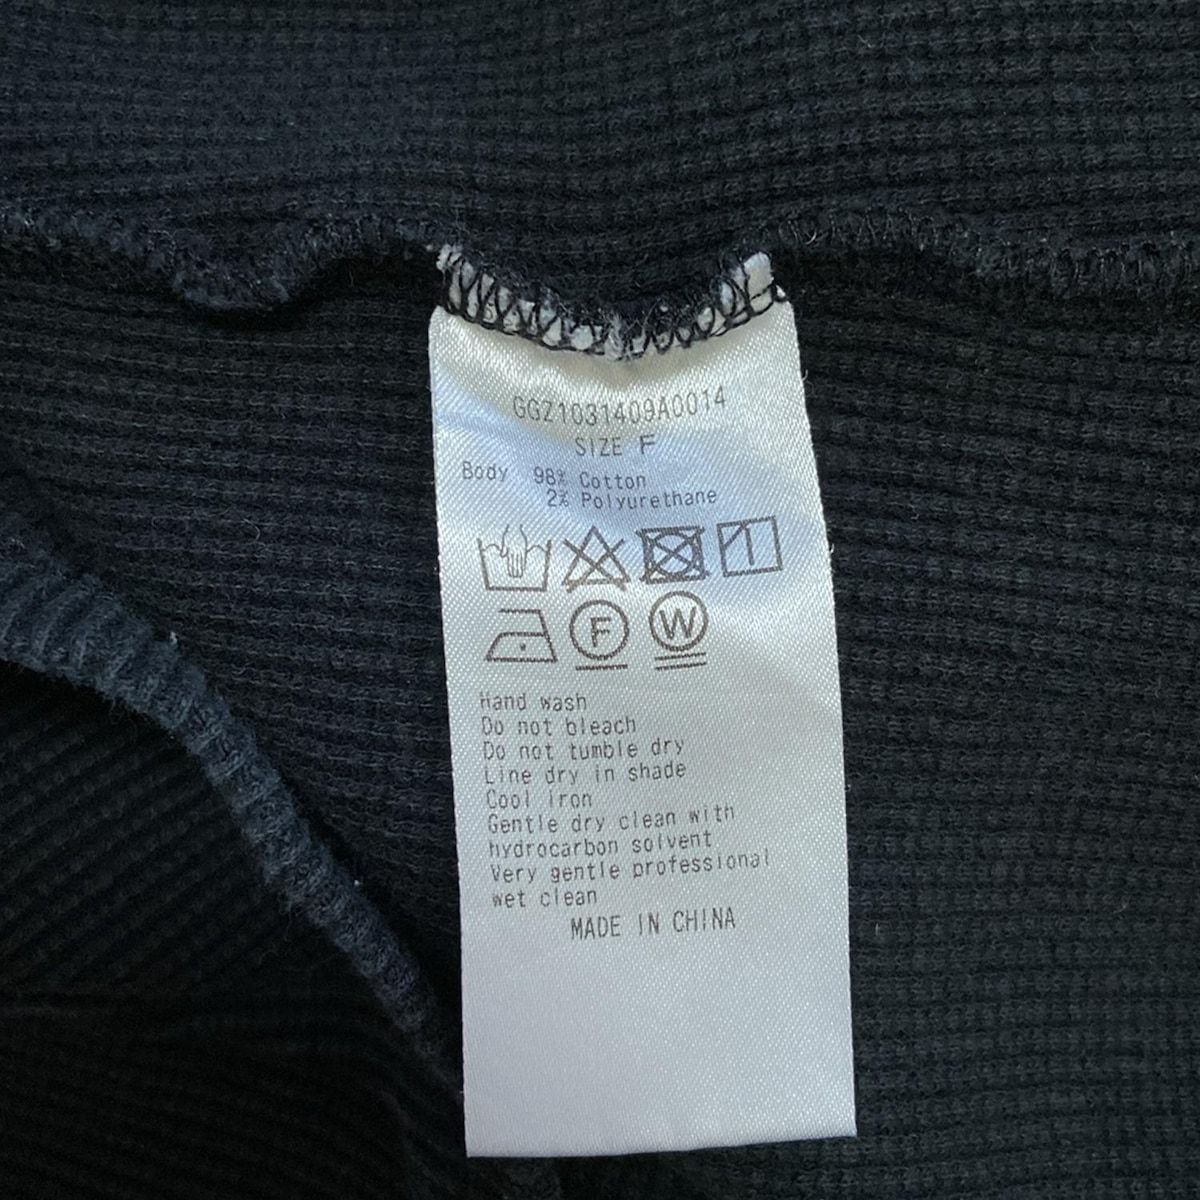 GGZ1031409A0014
SIZE F
Body 98% Cotton
2% Polyurethane
F W
Hand wash
Do not bleach
Do not tumble dry
Line dry in shade
Cool iron
Gentle dry clean with
hydrocarbon solvent
Very gentle professional
wet clean
MADE IN CHINA